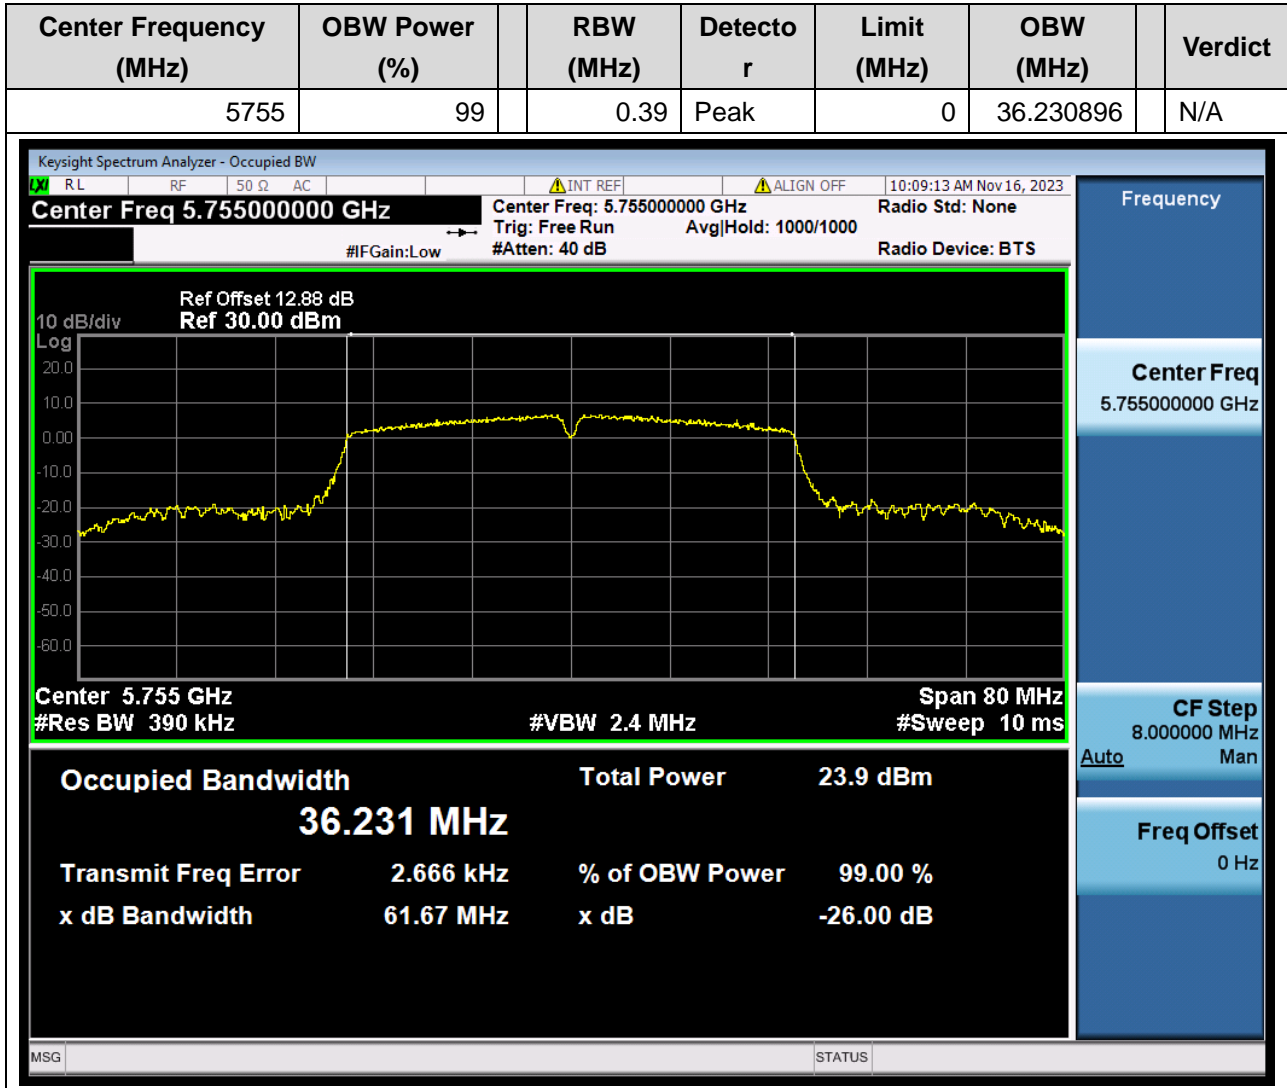 Center Frequency (MHz) OBW Power (%) RBW (MHz) Detecto r Limit (MHz) OBW (MHz) Verdict
5755 99 0.39 Peak 0 36.230896 N/A
Keysight Spectrum Analyzer - Occupied BW
LXI RL RF 50 Ω AC INT REF ALIGN OFF 10:09:13 AM Nov 16, 2023
Center Freq 5.755000000 GHz
Center Freq: 5.755000000 GHz Radio Std: None
Trig: Free Run Avg|Hold: 1000/1000
#IFGain:Low #Atten: 40 dB Radio Device: BTS
Ref Offset 12.88 dB
10 dB/div Ref 30.00 dBm
Log
20.0
10.0
0.00
-10.0
-20.0
-30.0
-40.0
-50.0
-60.0
Center 5.755 GHz Span 80 MHz
#Res BW 390 kHz #VBW 2.4 MHz #Sweep 10 ms
Occupied Bandwidth Total Power 23.9 dBm
36.231 MHz
Transmit Freq Error 2.666 kHz % of OBW Power 99.00 %
x dB Bandwidth 61.67 MHz x dB -26.00 dB
MSG STATUS
Frequency
Center Freq
5.755000000 GHz
CF Step
8.000000 MHz
Auto Man
Freq Offset
0 Hz